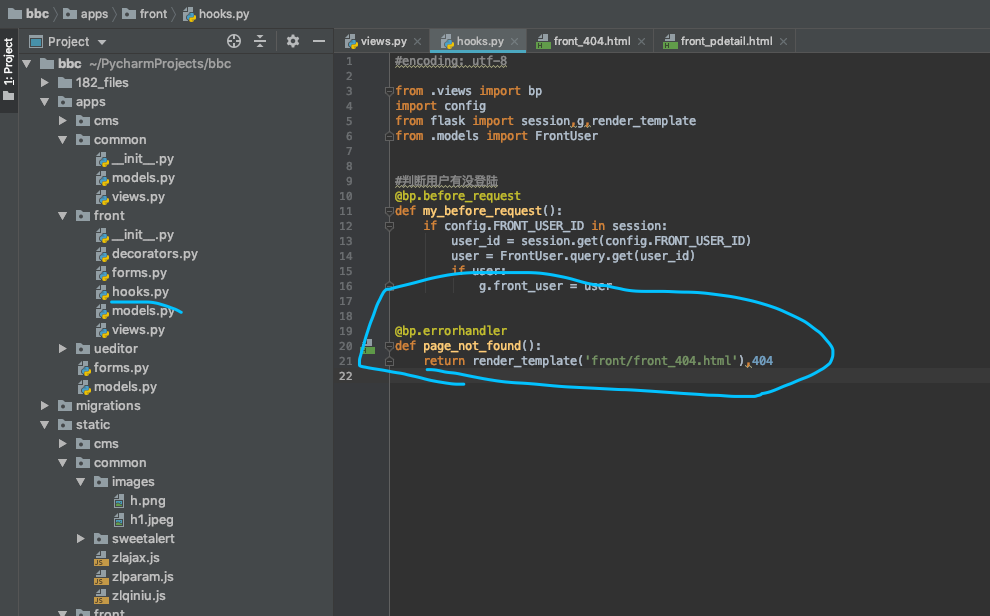 bbc apps front hooks.py
1: Project
Project
bbc ~/PycharmProjects/bbc
182_files
apps
cms
common
__init__.py
models.py
views.py
front
__init__.py
decorators.py
forms.py
hooks.py
models.py
views.py
ueditor
forms.py
models.py
migrations
static
cms
common
images
h.png
h1.jpeg
sweetalert
zlajax.js
zlparam.js
zlqiniu.js
front
views.py hooks.py front_404.html front_pdetail.html
1 #encoding: utf-8
2
3 from .views import bp
4 import config
5 from flask import session,g,render_template
6 from .models import FrontUser
7
8
9 #判断用户有没登陆
10 @bp.before_request
11 def my_before_request():
12 if config.FRONT_USER_ID in session:
13 user_id = session.get(config.FRONT_USER_ID)
14 user = FrontUser.query.get(user_id)
15 if user:
16 g.front_user = user
17
18
19 @bp.errorhandler
20 def page_not_found():
21 return render_template('front/front_404.html'),404
22